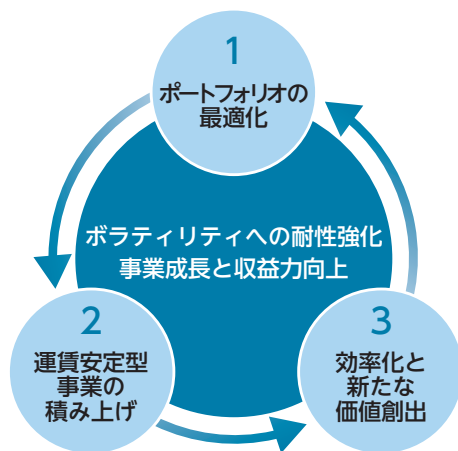 1
ポートフォリオの
最適化
ボラティリティへの耐性強化
事業成長と収益力向上
2
運賃安定型
事業の
積み上げ
3
効率化と
新たな
価値創出